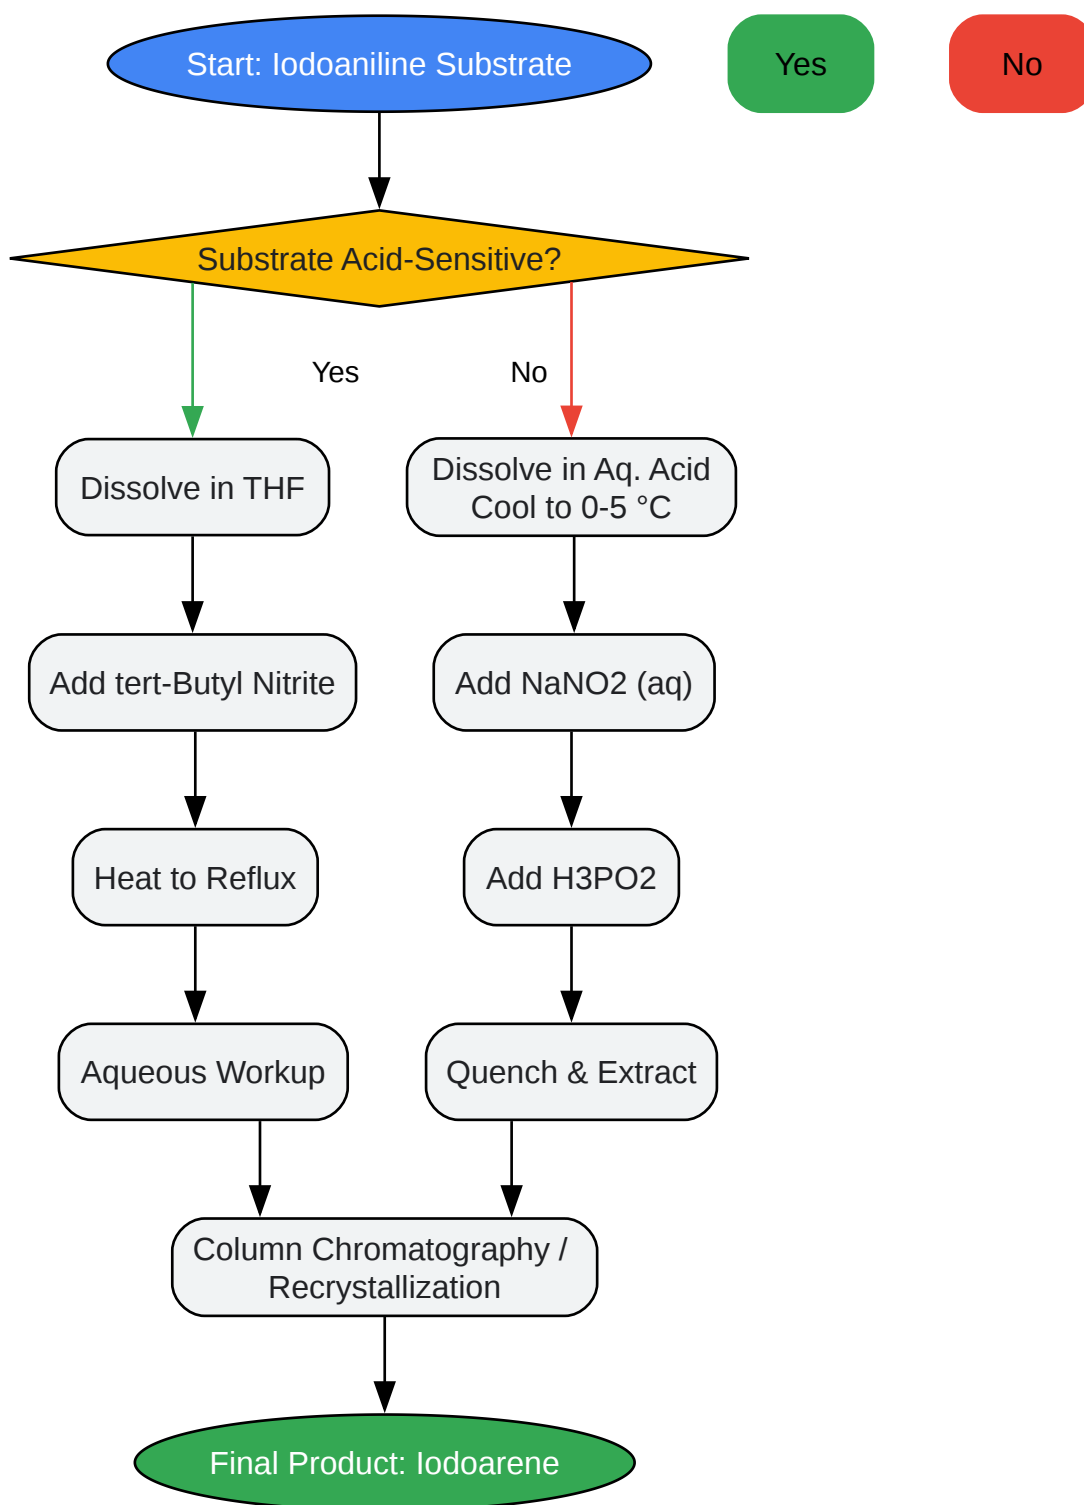 Start: Iodoaniline Substrate
Yes
No
Substrate Acid-Sensitive?
Yes
No
Dissolve in THF
Dissolve in Aq. Acid
Cool to 0-5 °C
Add tert-Butyl Nitrite
Add NaNO2 (aq)
Heat to Reflux
Add H3PO2
Aqueous Workup
Quench & Extract
Column Chromatography /
Recrystallization
Final Product: Iodoarene